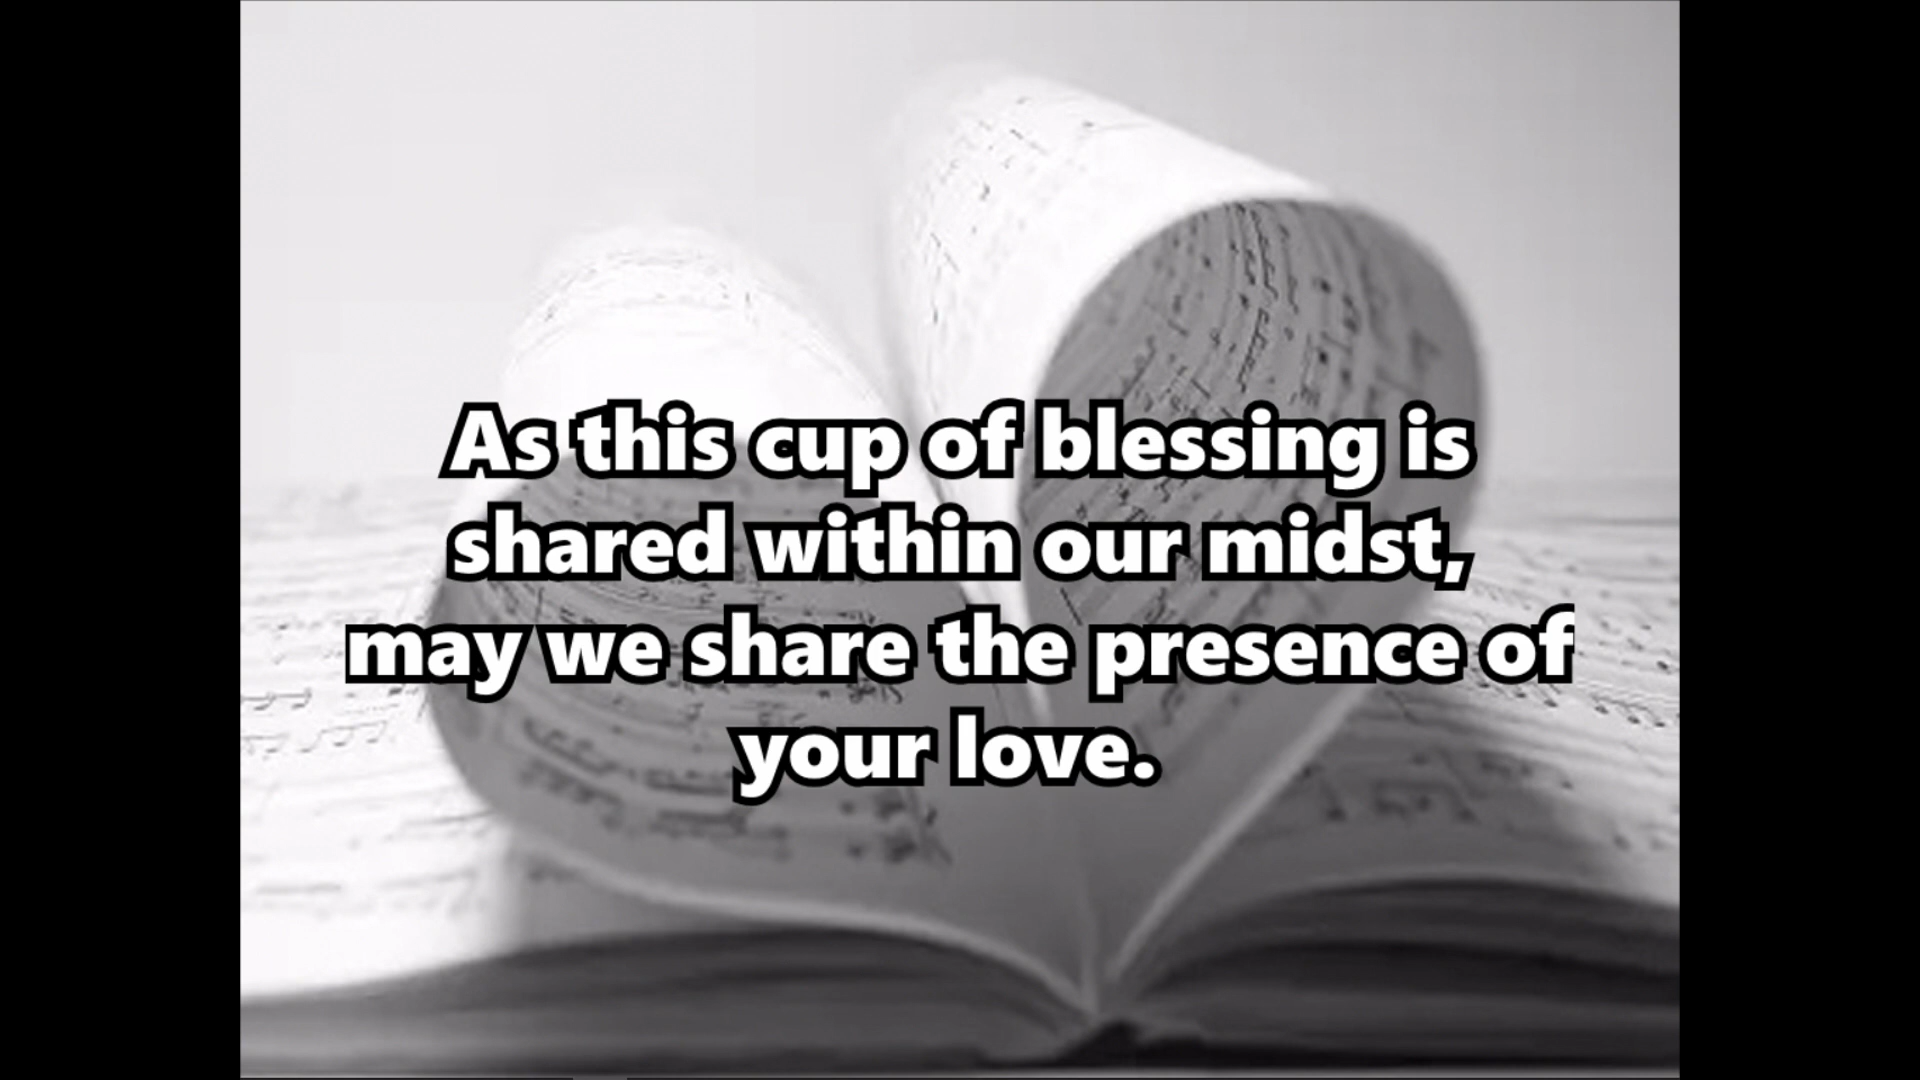 As this cup of blessing is
shared within our midst,
may we share the presence of
your love.